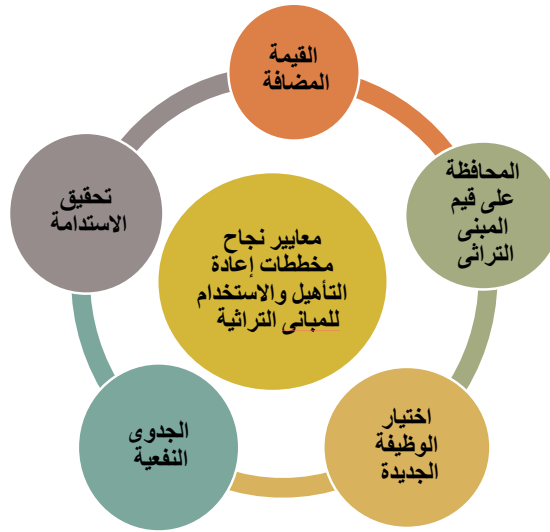 القيمة
المضافة
المحافظة
على قيم
المبنى
التراثى
تحقيق
الاستدامة
معايير نجاح
مخططات إعادة
التأهيل والاستخدام
للمبانى التراثية
اختيار
الوظيفة
الجديدة
الجدوى
النفعية